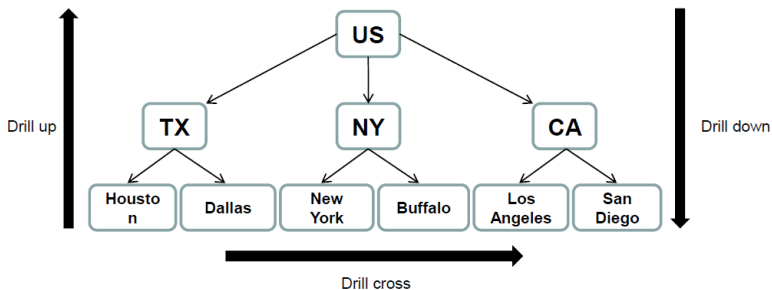 US
Drill up
TX
NY
CA
Drill down
Housto
n
Dallas
New
York
Buffalo
Los
Angeles
San
Diego
Drill cross